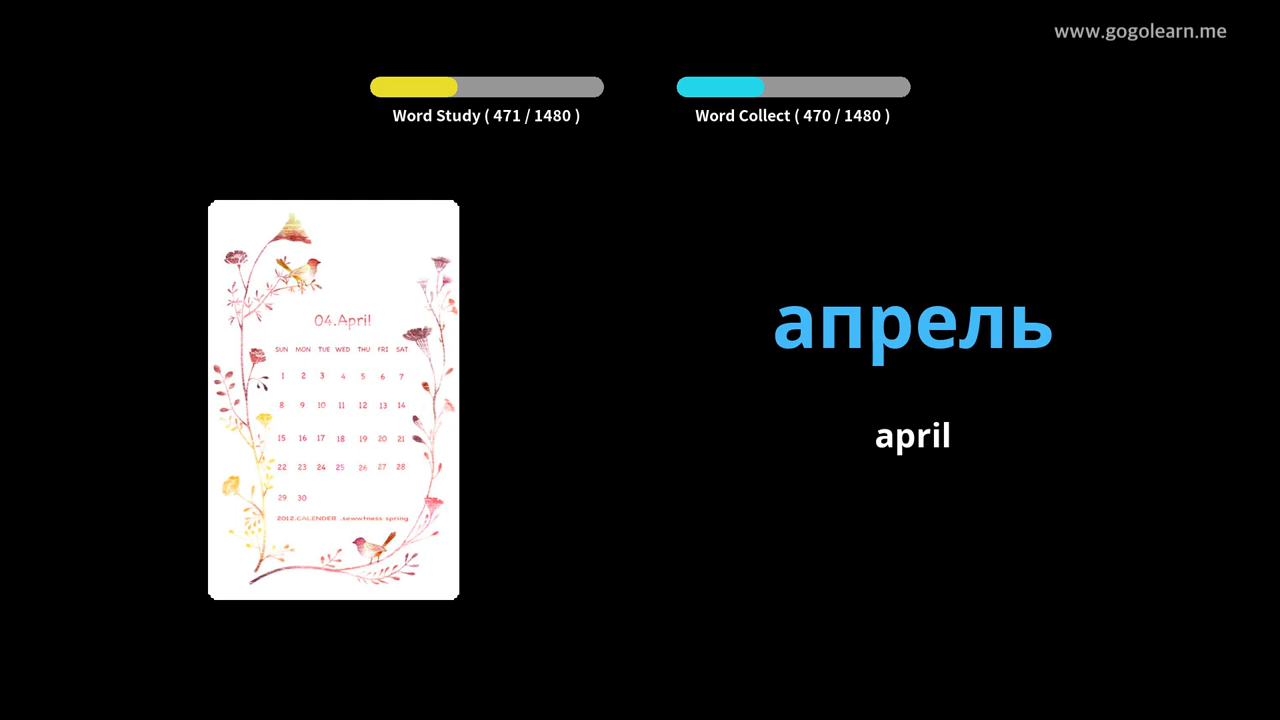 www.gogolearn.me
Word Study ( 471 / 1480 )
Word Collect ( 470 / 1480 )
04.April
SUN MON TUE WED THU FRI SAT
1 2 3 4 5 6 7
8 9 10 11 12 13 14
15 16 17 18 19 20 21
22 23 24 25 26 27 28
29 30
2012.CALENDER .sewwtness spring
апрель
april